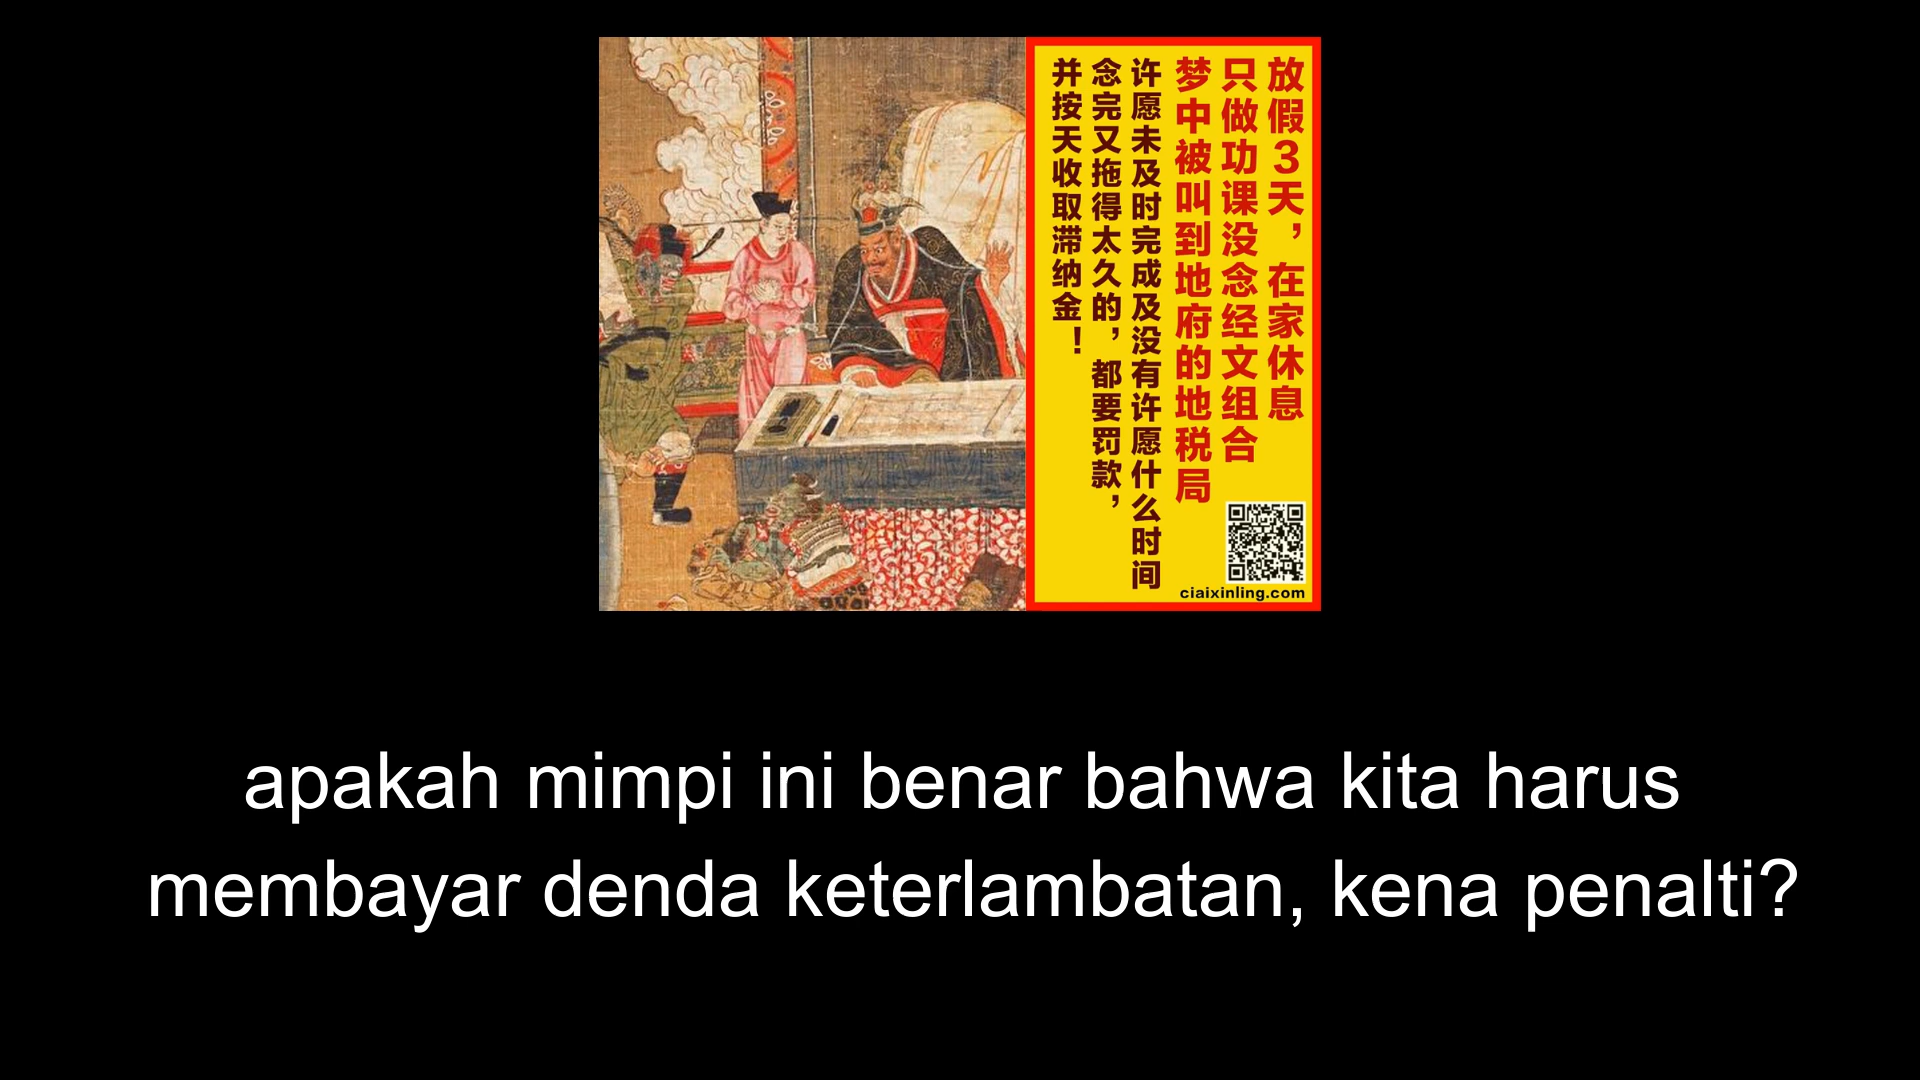 放假3天，在家休息
只做功课没念经文组合
梦中被叫到地府的地税局
许愿未及时完成及没有许愿什么时间
念完又拖得太久的，都要罚款，
并按天收取滞纳金！
ciaixinling.com
apakah mimpi ini benar bahwa kita harus
membayar denda keterlambatan, kena penalti?